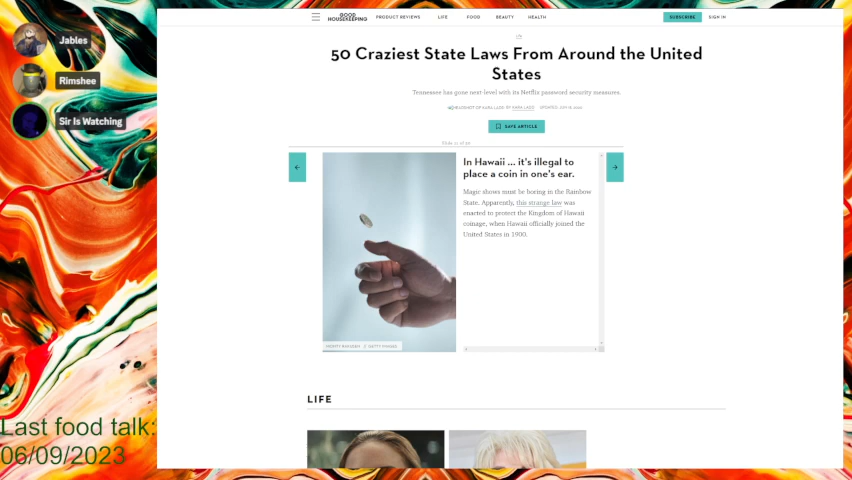 Jables
Rimshee
Sir Is Watching
Last food talk:
06/09/2023
GOOD
HOUSEKEEPING
PRODUCT REVIEWS
LIFE
FOOD
BEAUTY
HEALTH
SUBSCRIBE
SIGN IN
50 Craziest State Laws From Around the United
States
Tennessee has gone next-level with its Netflix password security measures.
SAVE ARTICLE
In Hawaii ... it's illegal to
place a coin in one's ear.
Magic shows must be boring in the Rainbow
State. Apparently, this strange law was
enacted to protect the Kingdom of Hawaii
coinage, when Hawaii officially joined the
United States in 1900.
LIFE